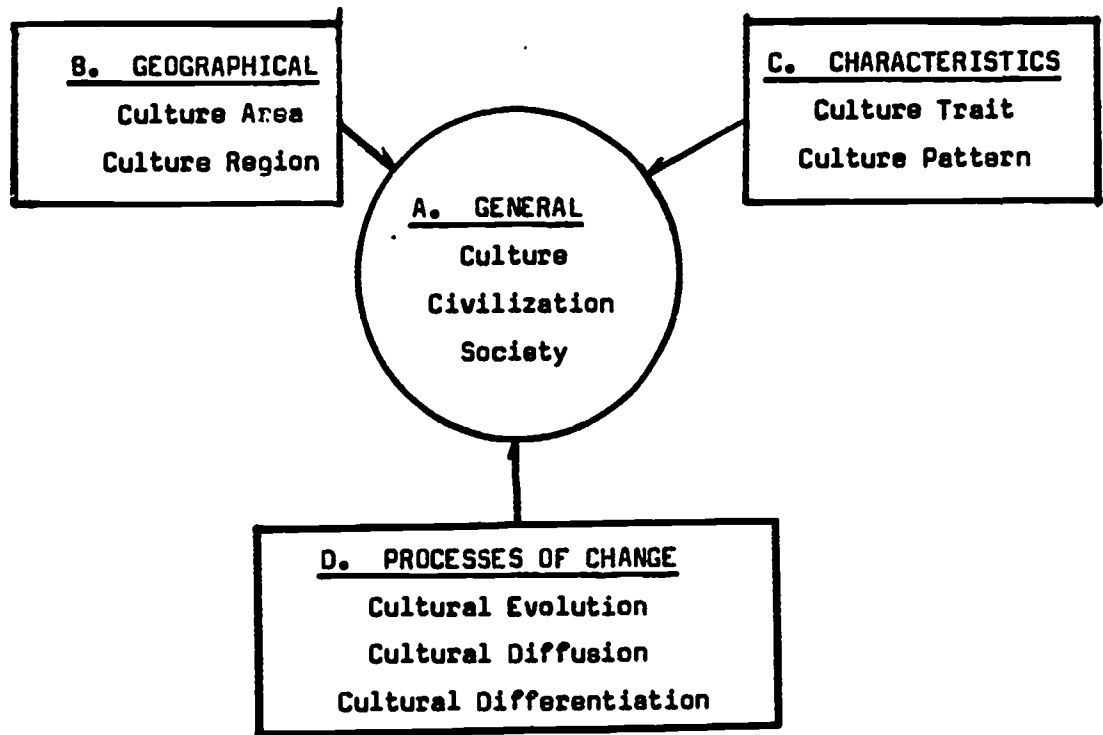 B. GEOGRAPHICAL
Culture Area
Culture Region
C. CHARACTERISTICS
Culture Trait
Culture Pattern
A. GENERAL
Culture
Civilization
Society
D. PROCESSES OF CHANGE
Cultural Evolution
Cultural Diffusion
Cultural Differentiation